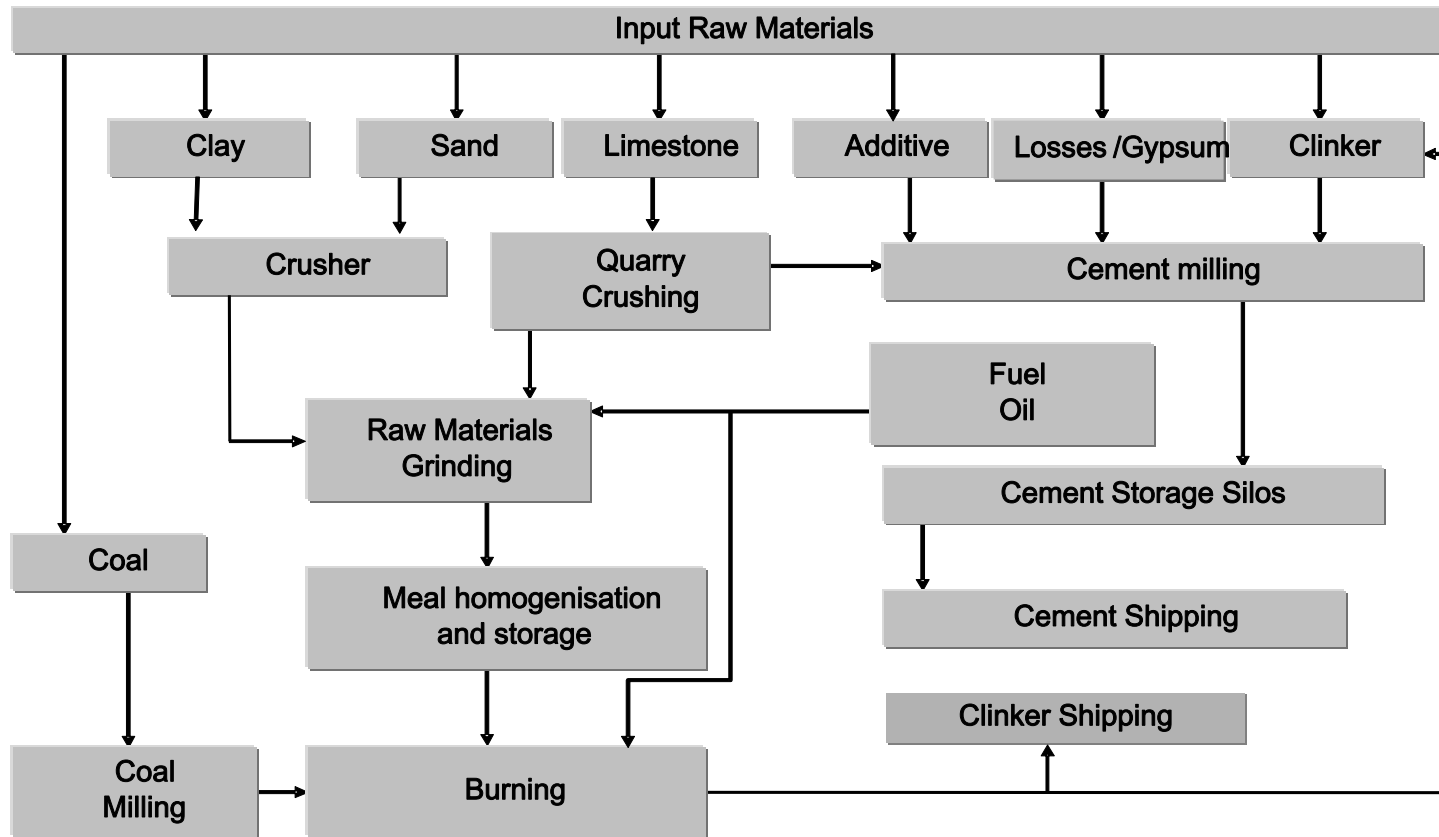 Input Raw Materials
Clay
Sand
Limestone
Additive
Losses /Gypsum
Clinker
Crusher
Quarry
Crushing
Cement milling
Fuel
Oil
Raw Materials
Grinding
Cement Storage Silos
Coal
Meal homogenisation
and storage
Cement Shipping
Clinker Shipping
Coal
Milling
Burning